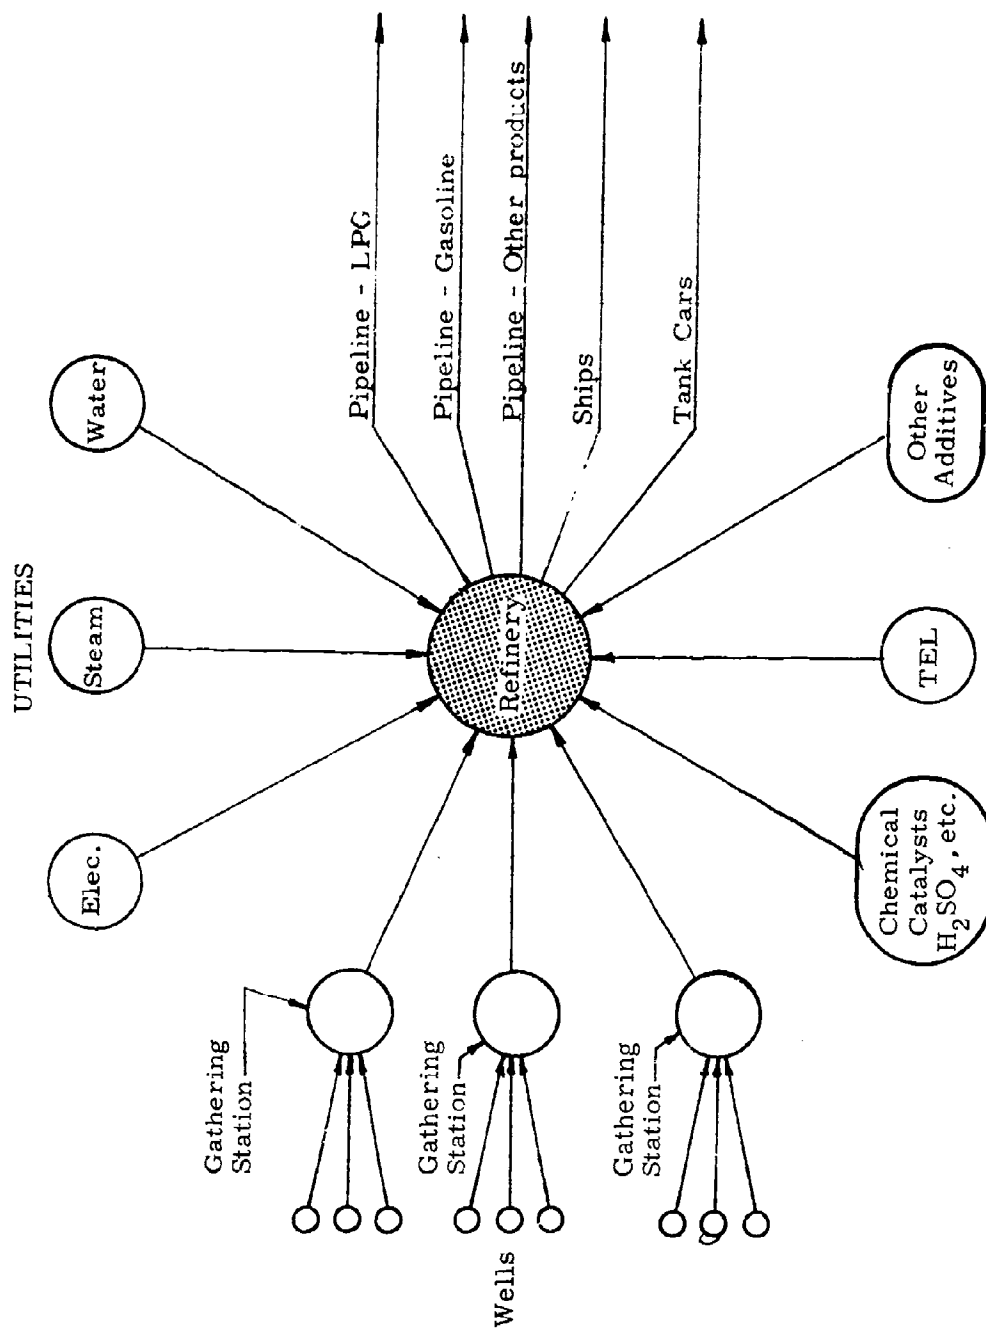 UTILITIES
Elec.
Steam
Water
Gathering
Station
Gathering
Station
Gathering
Station
Wells
Refinery
Pipeline - LPG
Pipeline - Gasoline
Pipeline - Other products
Ships
Tank Cars
Chemical
Catalysts
H₂SO₄, etc.
TEL
Other
Additives